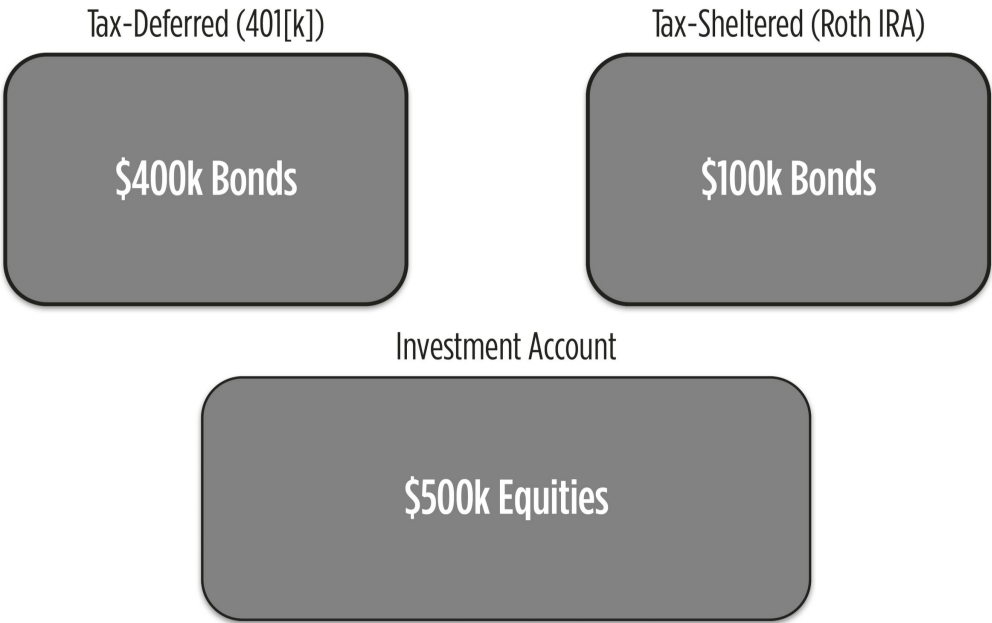 Tax-Deferred (401[k])
Tax-Sheltered (Roth IRA)
$400k Bonds
$100k Bonds
Investment Account
$500k Equities